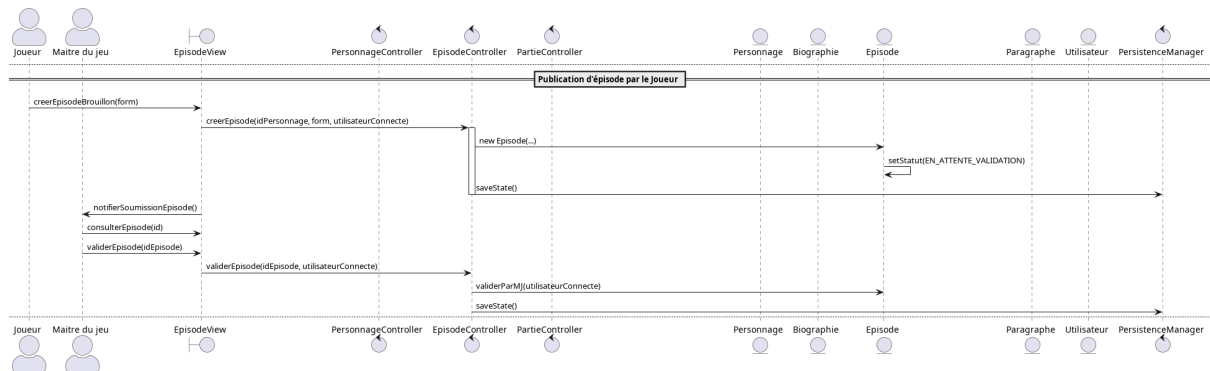 Joueur Maitre du jeu EpisodeView PersonnageController EpisodeController PartieController Personnage Biographie Episode Paragraphe Utilisateur PersistenceManager
Publication d'épisode par le Joueur
creerEpisodeBrouillon(form)
creerEpisode(idPersonnage, form, utilisateurConnecte)
new Episode(...)
setStatut(EN_ATTENTE_VALIDATION)
saveState()
notifierSoumissionEpisode()
consulterEpisode(id)
validerEpisode(idEpisode)
validerEpisode(idEpisode, utilisateurConnecte)
validerParMJ(utilisateurConnecte)
saveState()
Joueur Maitre du jeu EpisodeView PersonnageController EpisodeController PartieController Personnage Biographie Episode Paragraphe Utilisateur PersistenceManager